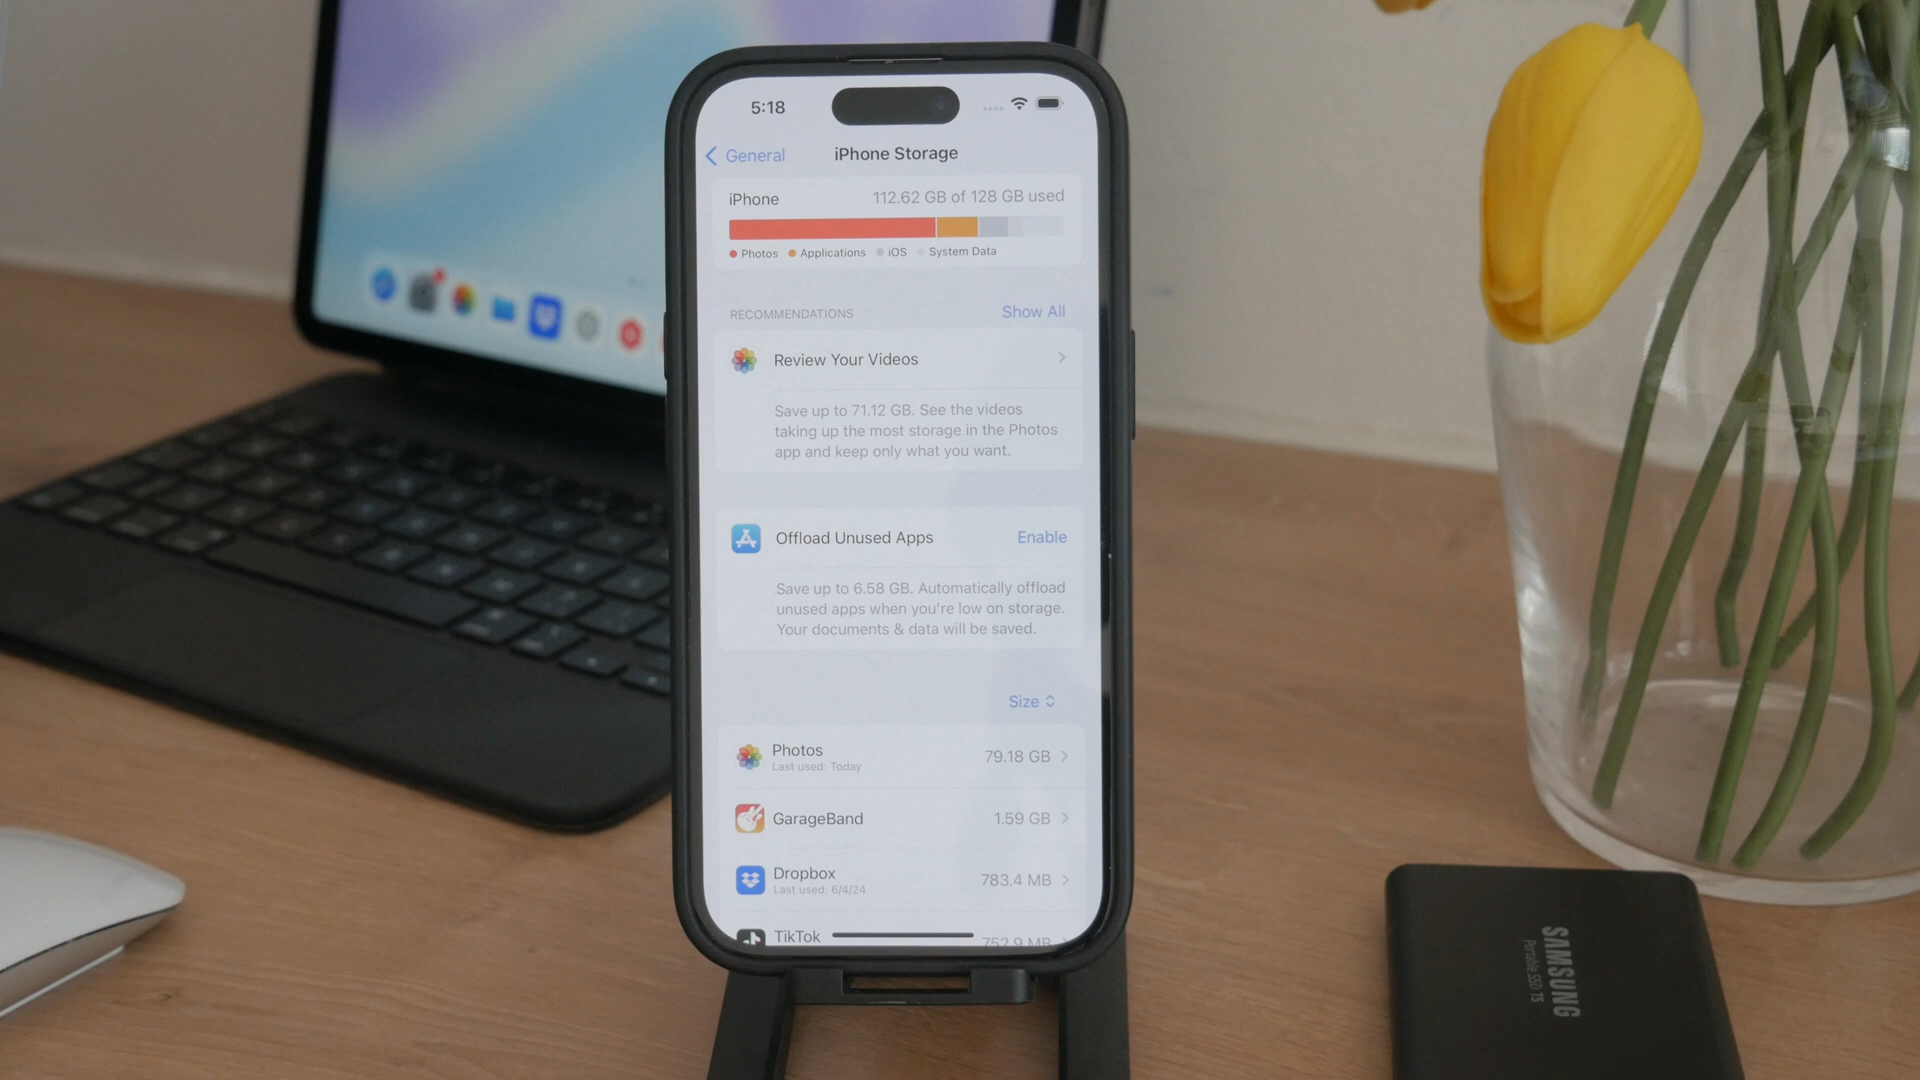 5:18
General
iPhone Storage
iPhone
112.62 GB of 128 GB used
Photos
Applications
iOS
System Data
RECOMMENDATIONS
Show All
Review Your Videos
Save up to 71.12 GB. See the videos
taking up the most storage in the Photos
app and keep only what you want.
Offload Unused Apps
Enable
Save up to 6.58 GB. Automatically offload
unused apps when you're low on storage.
Your documents & data will be saved.
Size
Photos
79.18 GB
Last used: Today
GarageBand
1.59 GB
Dropbox
783.4 MB
Last used: 6/4/24
TikTok
752.9 MB
SAMSUNG
Portable SSD T5